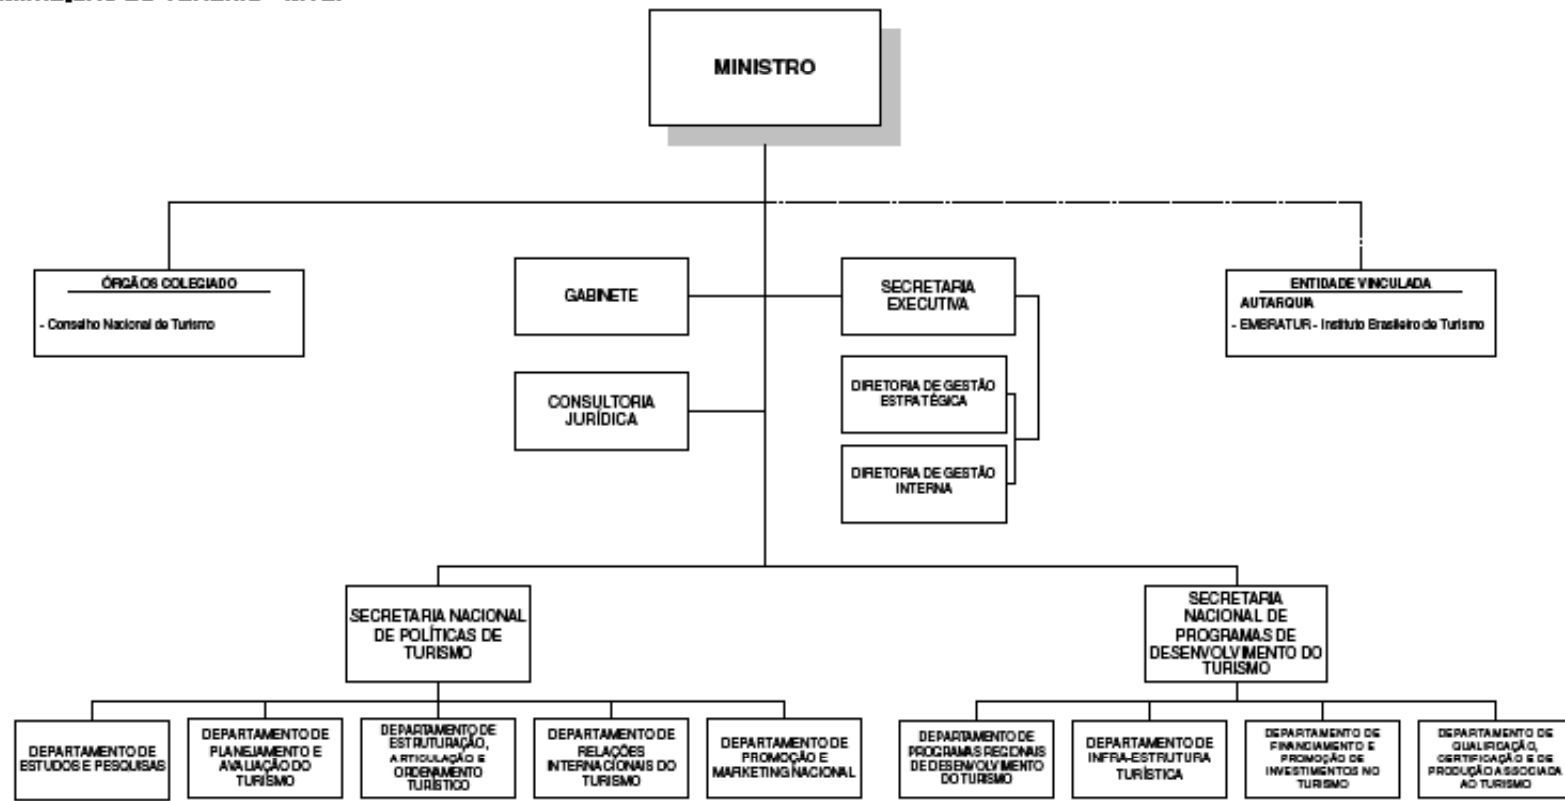 MINISTRO
ÓRGÃOS COLEGIADO
- Conselho Nacional de Turismo
GABINETE
SECRETARIA
EXECUTIVA
ENTIDADE VINCULADA
AUTARQUIA
- EMBRATUR - Instituto Brasileiro de Turismo
CONSULTORIA
JURÍDICA
DIRETORIA DE GESTÃO
ESTRATÉGICA
DIRETORIA DE GESTÃO
INTERNA
SECRETARIA NACIONAL
DE POLÍTICAS DE
TURISMO
SECRETARIA
NACIONAL DE
PROGRAMAS DE
DESENVOLVIMENTO DO
TURISMO
DEPARTAMENTO DE
ESTUDOS E PESQUISAS
DEPARTAMENTO DE
PLANEJAMENTO E
AVALIAÇÃO DO
TURISMO
DEPARTAMENTO DE
ESTRUTURAÇÃO,
ARTICULAÇÃO E
ORDENAMENTO
TURÍSTICO
DEPARTAMENTO DE
RELAÇÕES
INTERNACIONAIS DO
TURISMO
DEPARTAMENTO DE
PROMOÇÃO E
MARKETING NACIONAL
DEPARTAMENTO DE
PROGRAMAS REGIONAIS
DE DESENVOLVIMENTO
DO TURISMO
DEPARTAMENTO DE
INFRA-ESTRUTURA
TURÍSTICA
DEPARTAMENTO DE
FINANCIAMENTO E
PROMOÇÃO DE
INVESTIMENTOS NO
TURISMO
DEPARTAMENTO DE
QUALIFICAÇÃO,
CERTIFICAÇÃO E DE
PRODUÇÃO ASSOCIADA
AO TURISMO